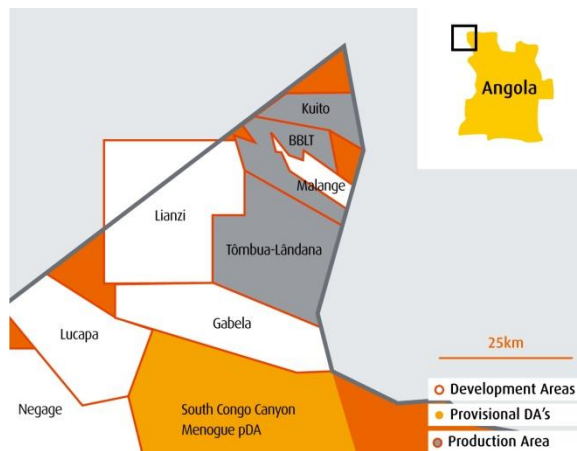 Angola
Kuito
BBLT
Malange
Lianzi
Tômbua-Lândana
Gabela
Lucapa
Negage
South Congo Canyon
Menogue pDA
25km
Development Areas
Provisional DA's
Production Area